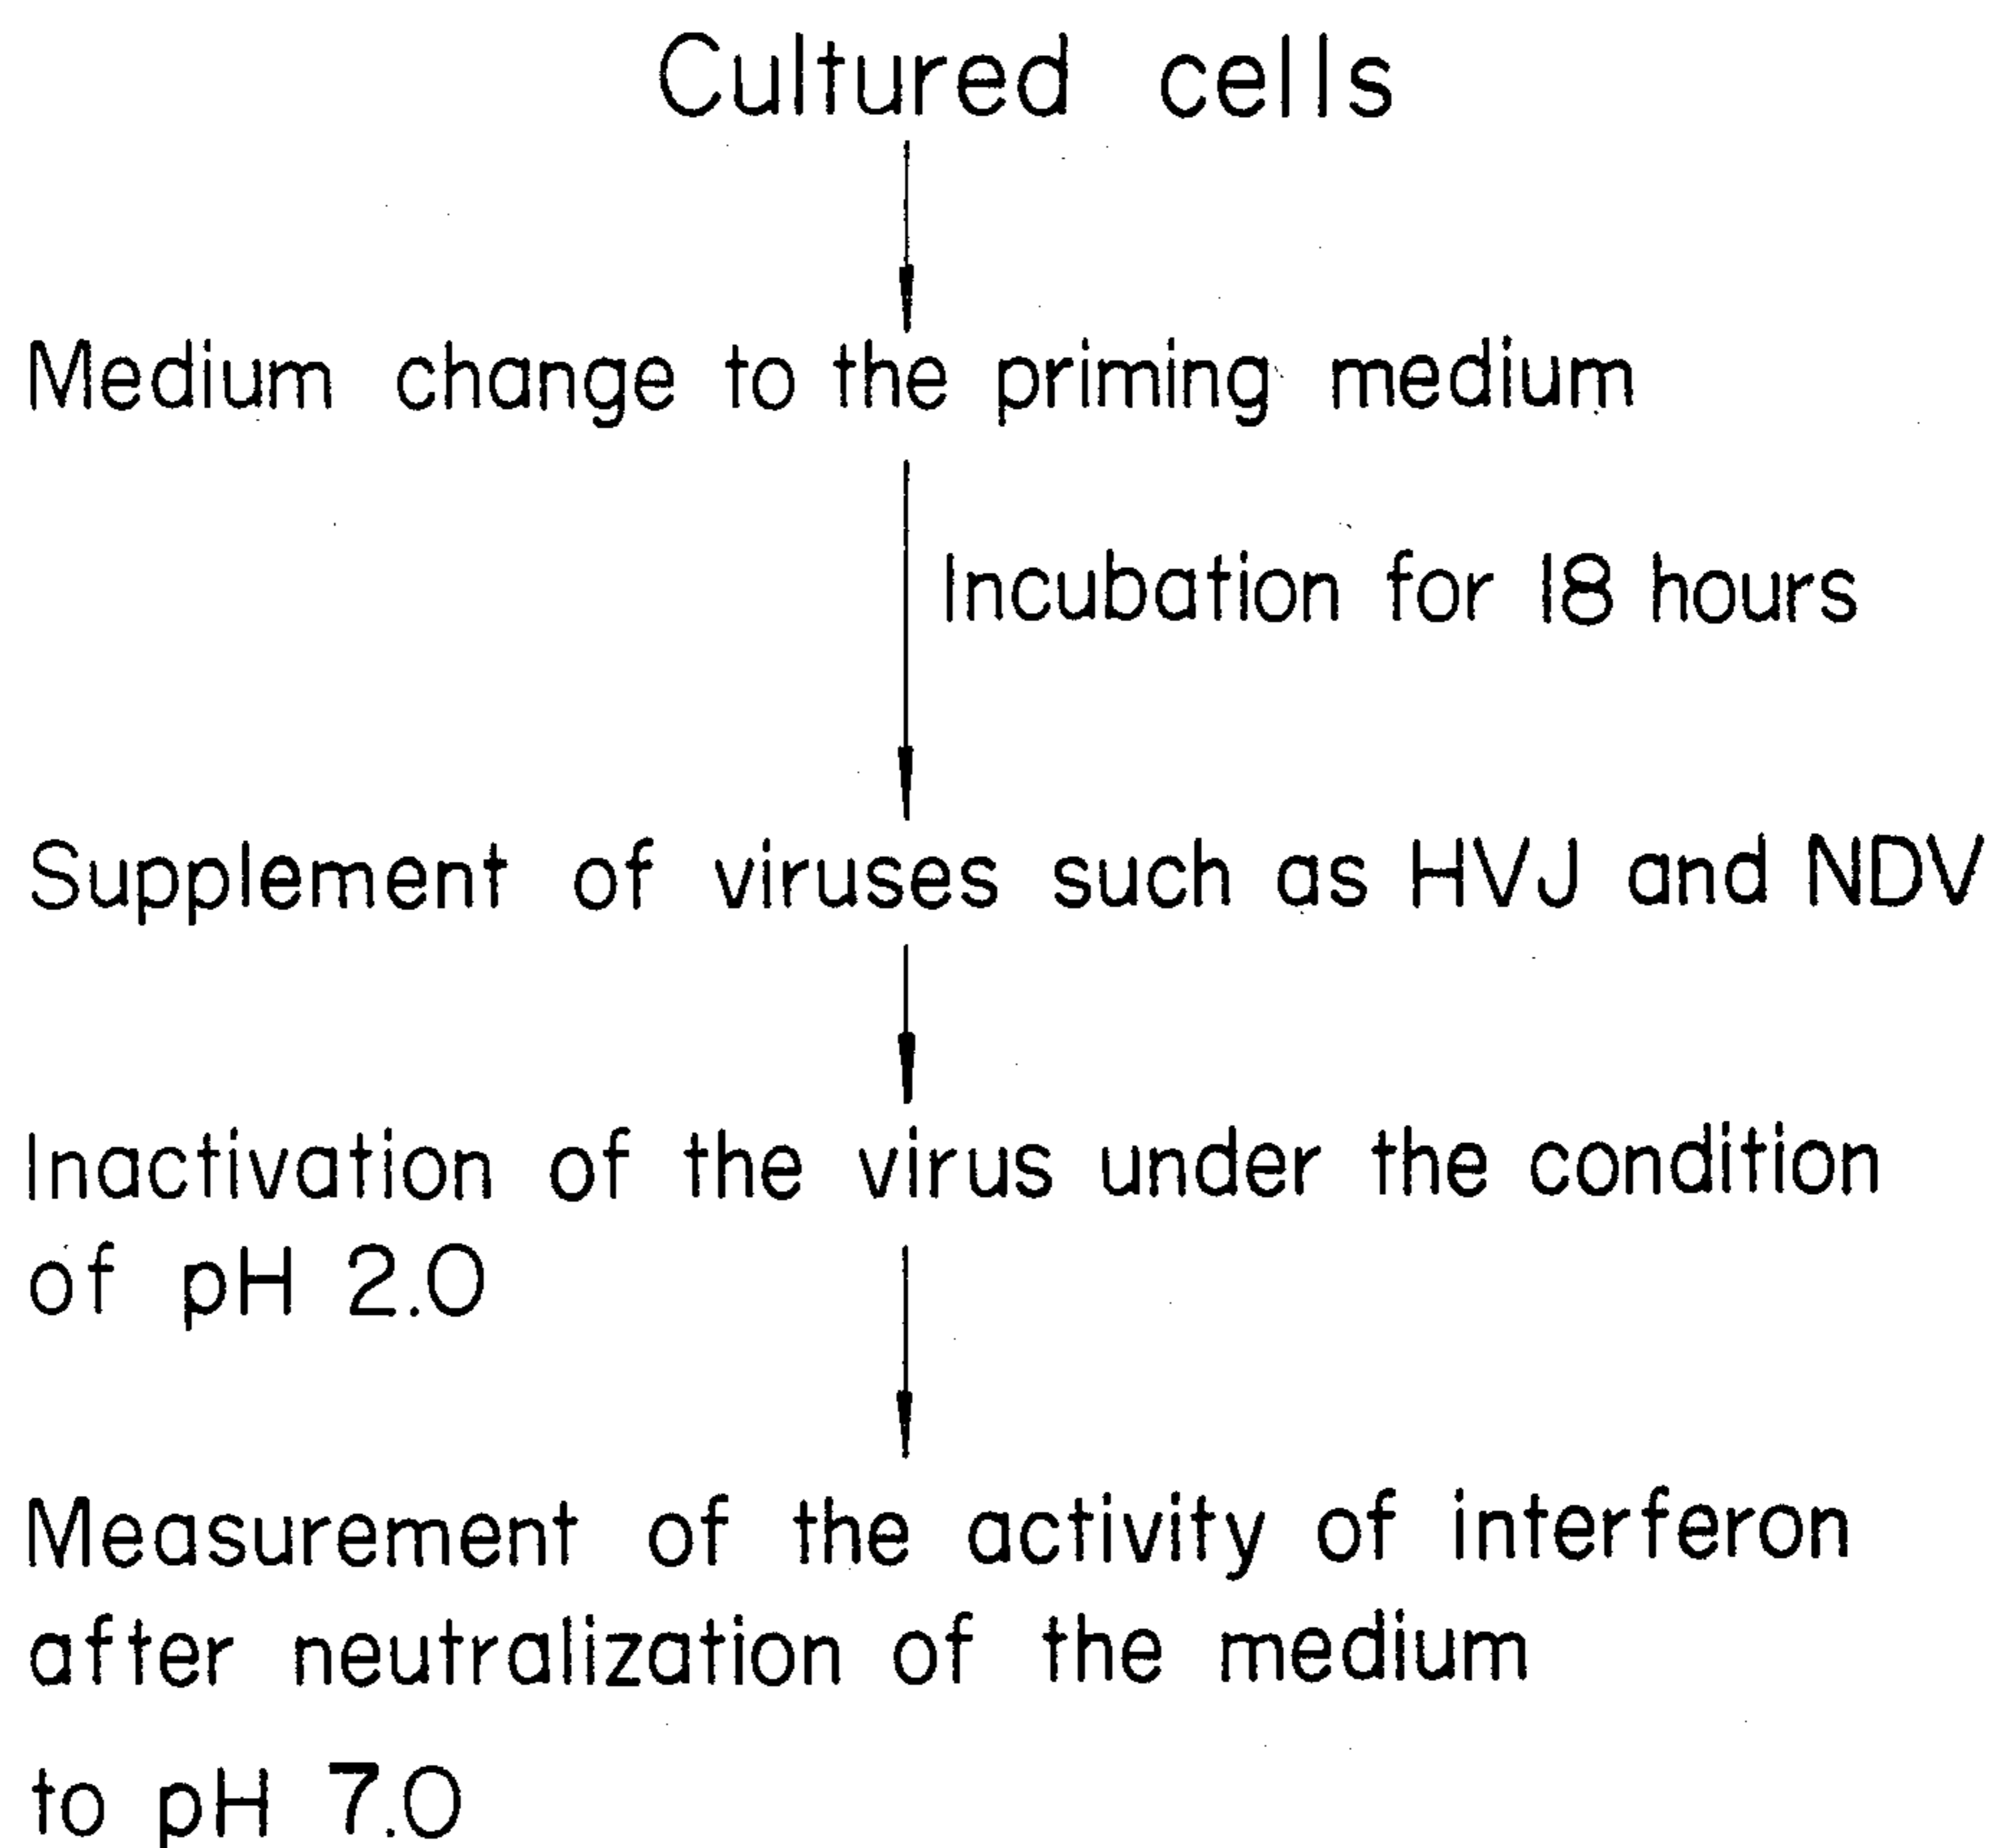 Cultured cells
Medium change to the priming medium
Incubation for 18 hours
Supplement of viruses such as HVJ and NDV
Inactivation of the virus under the condition
of pH 2.0
Measurement of the activity of interferon
after neutralization of the medium
to pH 7.0